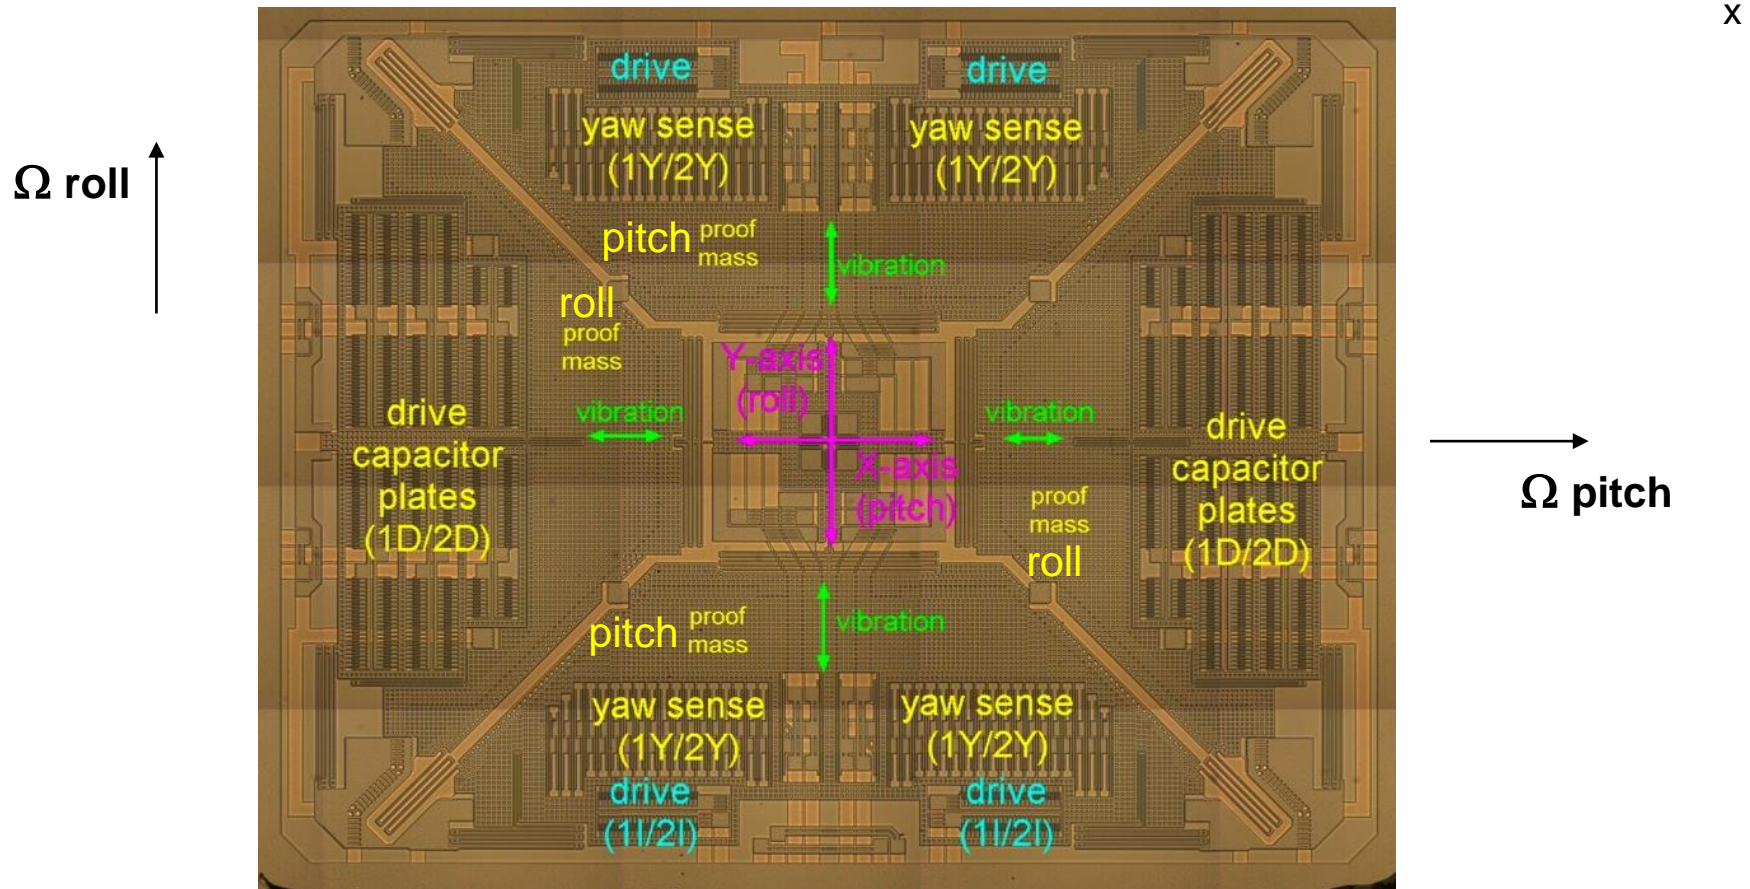 x
drive
drive
yaw sense
(1Y/2Y)
yaw sense
(1Y/2Y)
Ω roll
pitch proof
mass
vibration
roll
proof
mass
Y-axis
(roll)
vibration
vibration
drive
capacitor
plates
(1D/2D)
drive
capacitor
plates
(1D/2D)
X-axis
(pitch)
proof
mass
roll
Ω pitch
pitch proof
mass
vibration
yaw sense
(1Y/2Y)
yaw sense
(1Y/2Y)
drive
(1I/2I)
drive
(1I/2I)